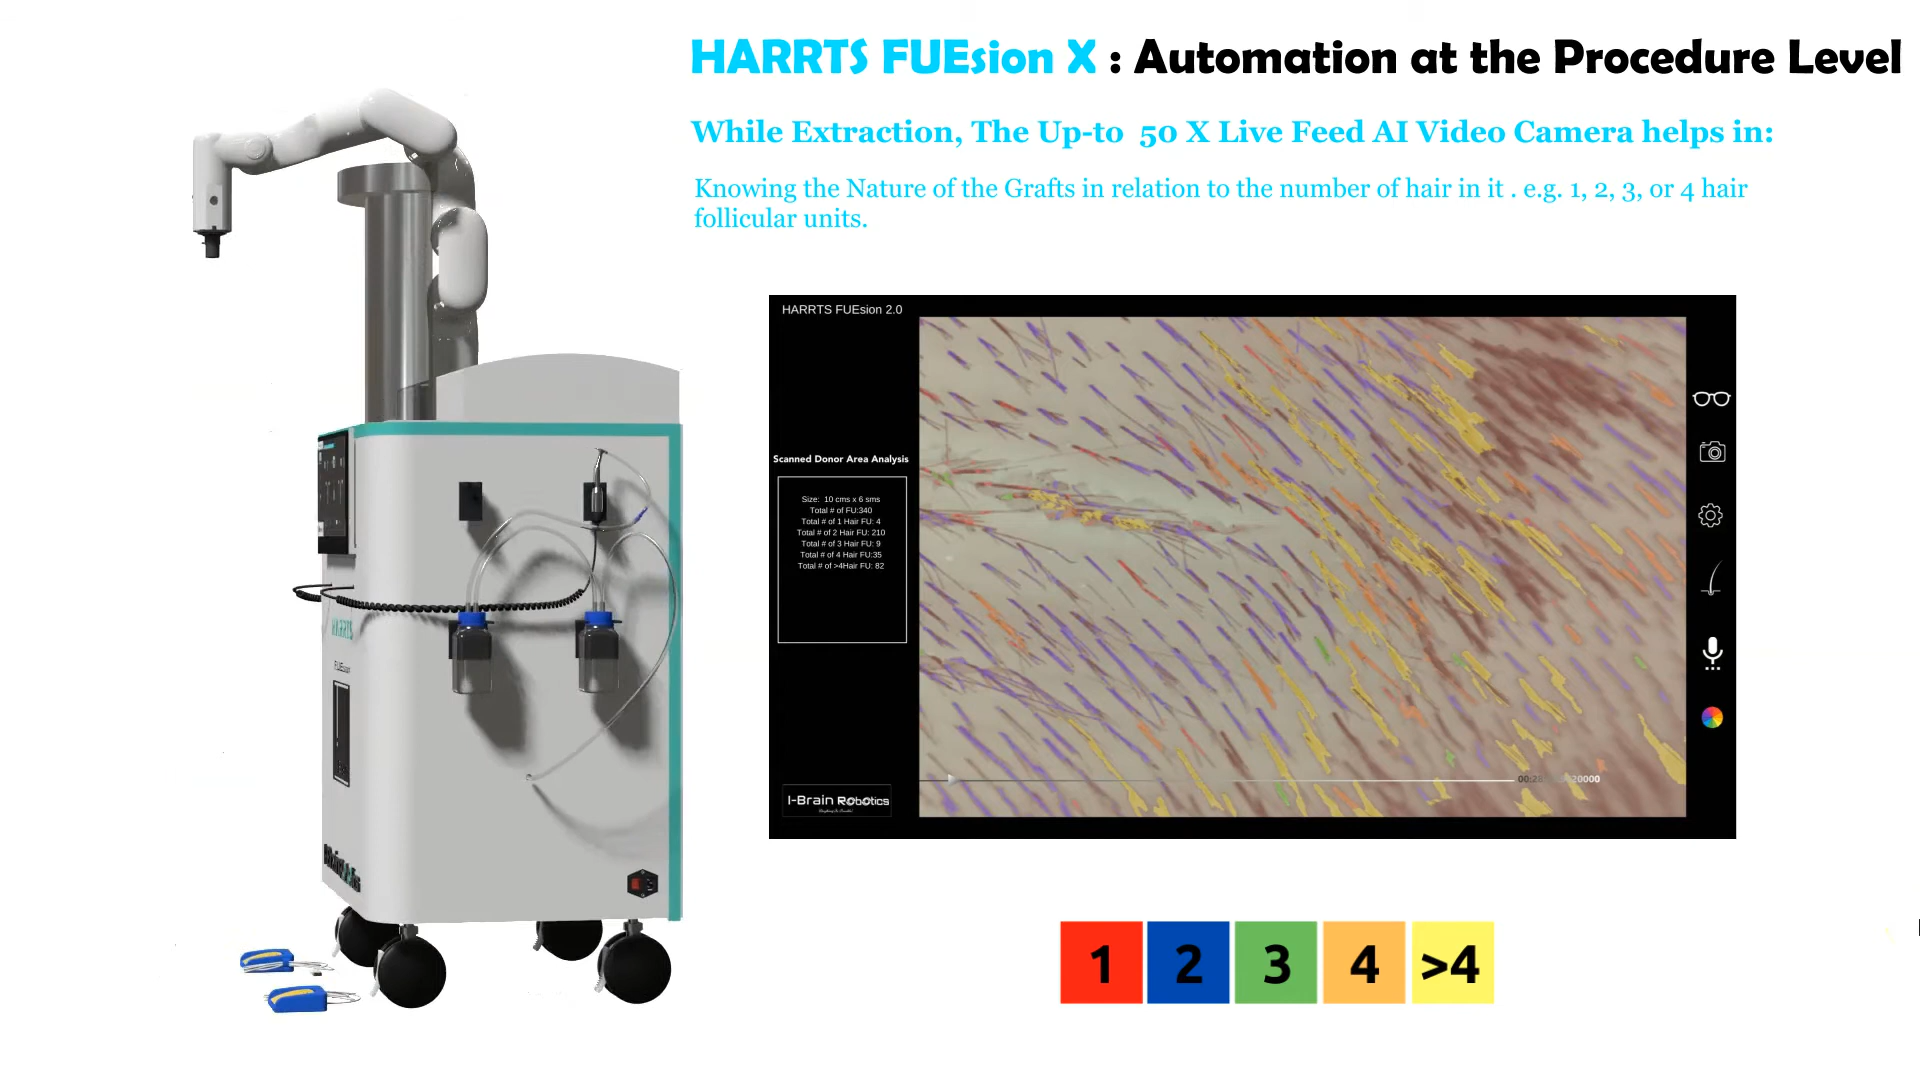 HARRTS FUEsion X : Automation at the Procedure Level
While Extraction, The Up-to 50 X Live Feed AI Video Camera helps in:
Knowing the Nature of the Grafts in relation to the number of hair in it . e.g. 1, 2, 3, or 4 hair
follicular units.
HARRTS FUEsion 2.0
Scanned Donor Area Analysis
Size: 10 cms x 6 sms
Total # of FU:340
Total # of 1 Hair FU: 4
Total # of 2 Hair FU: 210
Total # of 3 Hair FU: 9
Total # of 4 Hair FU:35
Total # of >4Hair FU: 82
I-Brain Robotics
20000
HARRTS
FUEsion
1 2 3 4 >4